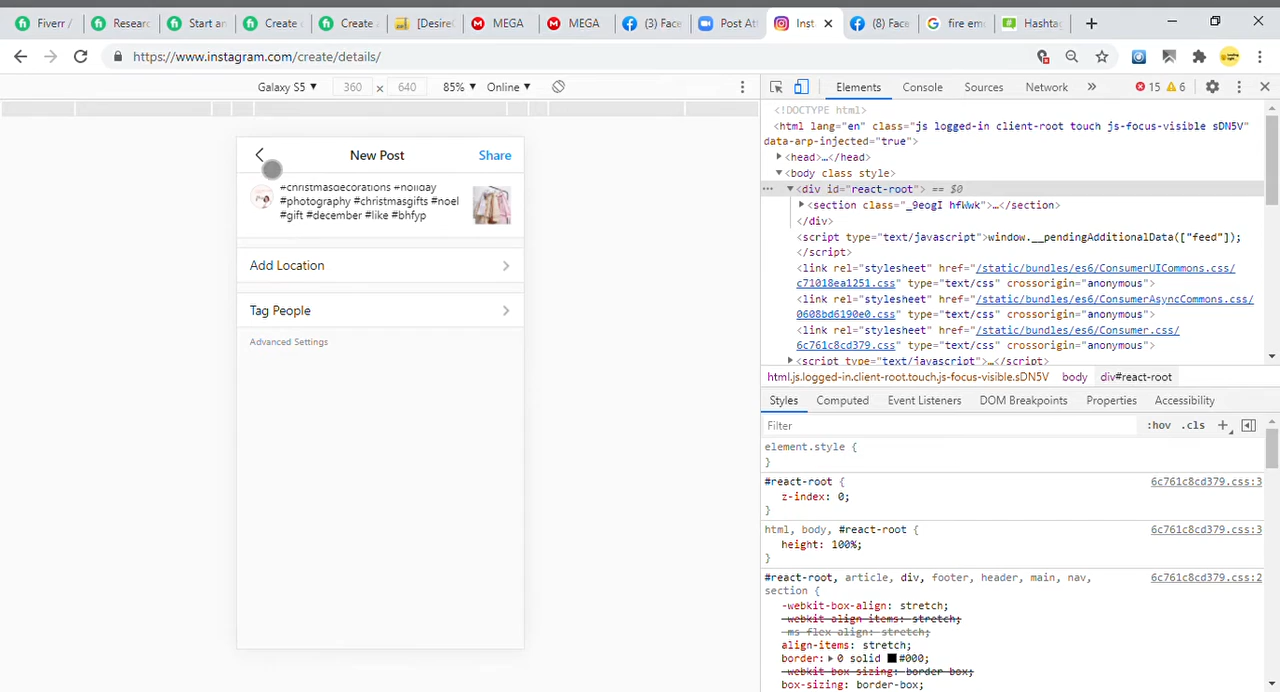 Fiverr /
Researc
Start an
Create
Create
[Desire
MEGA
MEGA
(3) Face
Post Att
Inst
(8) Face
fire em
Hashta
https://www.instagram.com/create/details/
Galaxy S5 ▼ 360 x 640 85% ▼ Online ▼
Elements Console Sources Network » 15 6
New Post
Share
#christmasdecorations #holiday
#photography #christmasgifts #noel
#gift #december #like #bhfyp
Add Location
Tag People
Advanced Settings
<!DOCTYPE html>
<html lang="en" class="js logged-in client-root touch js-focus-visible sDN5V"
data-arp-injected="true">
<head>…</head>
<body class style>
<div id="react-root"> == $0
<section class="_9eogI hfWwk">…</section>
</div>
<script type="text/javascript">window.__pendingAdditionalData(["feed"]);
</script>
<link rel="stylesheet" href="/static/bundles/es6/ConsumerUICommons.css/
c71018ea1251.css" type="text/css" crossorigin="anonymous">
<link rel="stylesheet" href="/static/bundles/es6/ConsumerAsyncCommons.css/
0608bd6190e0.css" type="text/css" crossorigin="anonymous">
<link rel="stylesheet" href="/static/bundles/es6/Consumer.css/
6c761c8cd379.css" type="text/css" crossorigin="anonymous">
<script type="text/javascript">…</script>
html.js.logged-in.client-root.touch.js-focus-visible.sDN5V body div#react-root
Styles Computed Event Listeners DOM Breakpoints Properties Accessibility
Filter :hov .cls +
element.style {
}
#react-root { 6c761c8cd379.css:3
z-index: 0;
}
html, body, #react-root { 6c761c8cd379.css:3
height: 100%;
}
#react-root, article, div, footer, header, main, nav, 6c761c8cd379.css:2
section {
-webkit-box-align: stretch;
-webkit-align-items: stretch;
-ms-flex-align: stretch;
align-items: stretch;
border: 0 solid #000;
-webkit-box-sizing: border-box;
box-sizing: border-box;